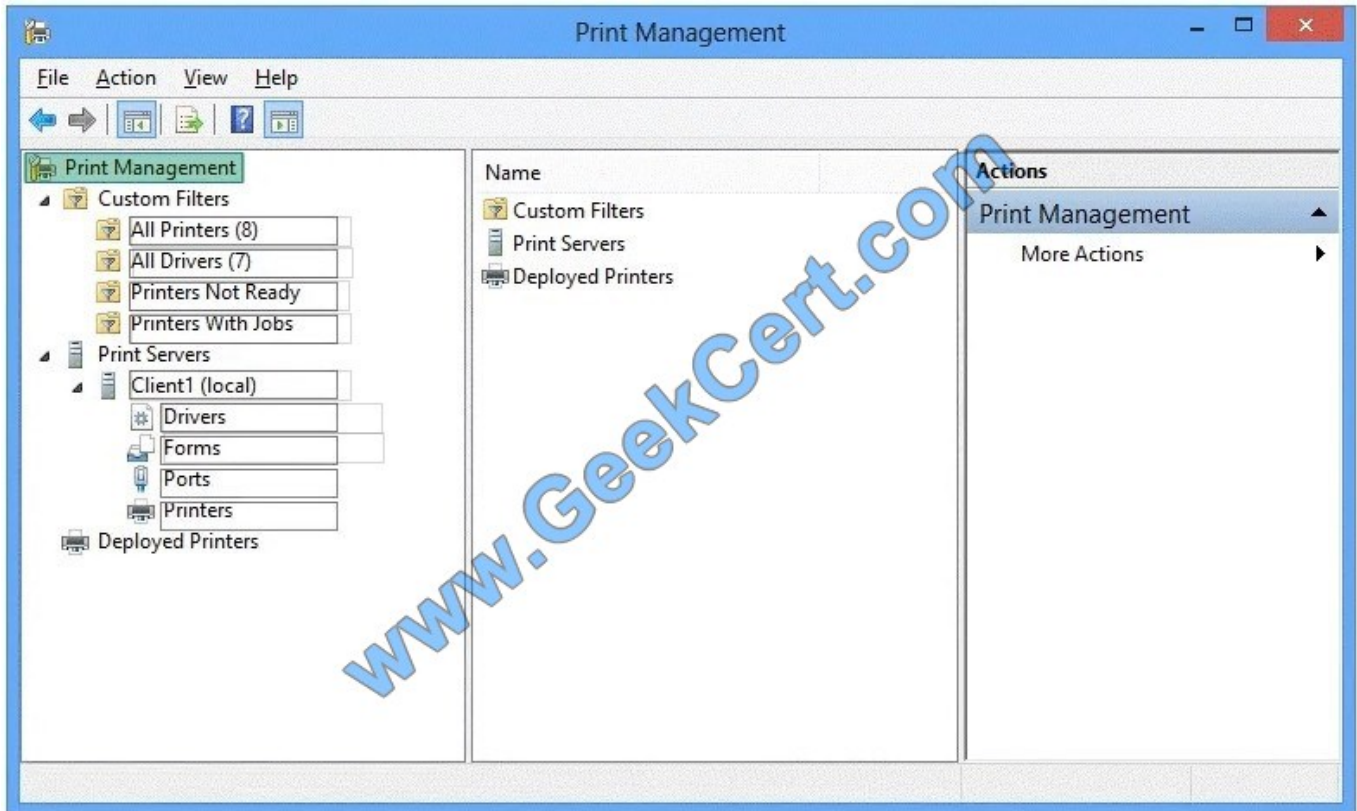 Print Management
File Action View Help
Print Management
Custom Filters
All Printers (8)
All Drivers (7)
Printers Not Ready
Printers With Jobs
Print Servers
Client1 (local)
Drivers
Forms
Ports
Printers
Deployed Printers
Name
Custom Filters
Print Servers
Deployed Printers
Actions
Print Management
More Actions
www.GeekCert.com